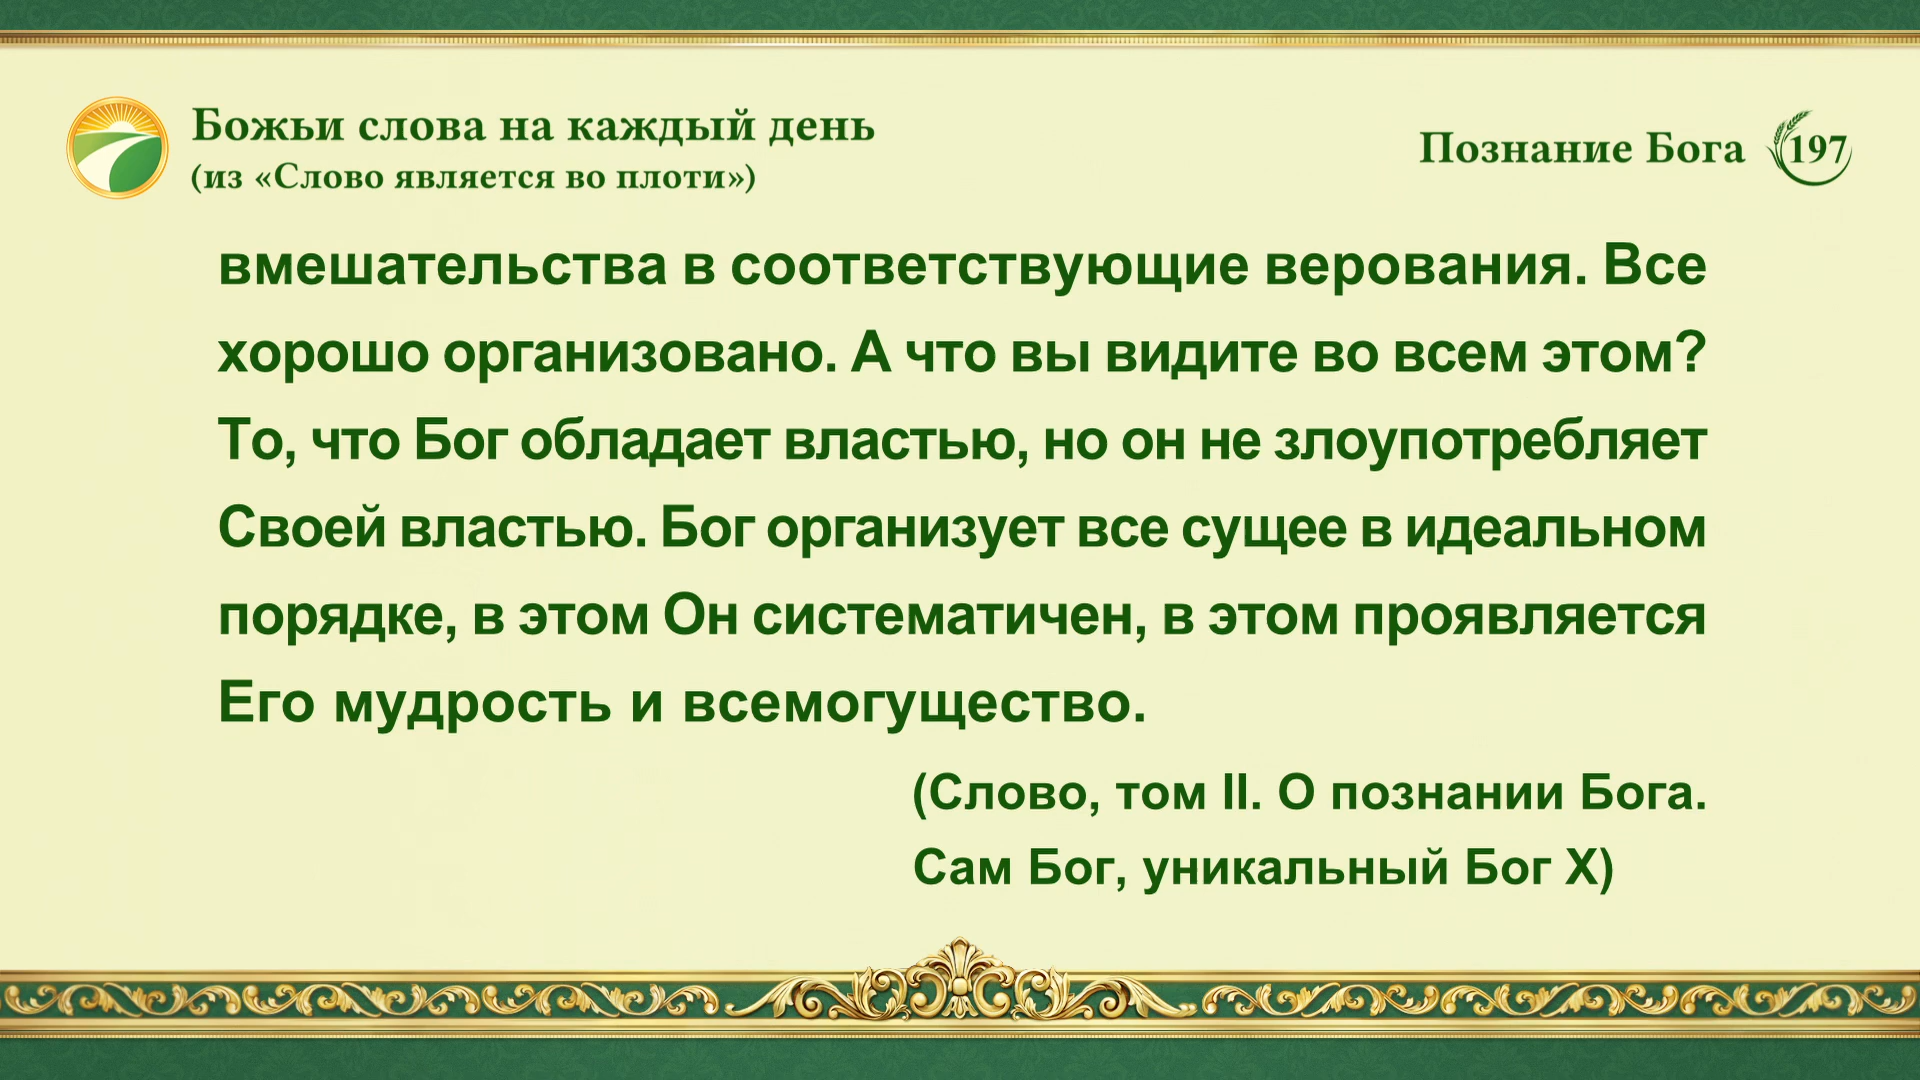 Божьи слова на каждый день
(из «Слово является во плоти»)
Познание Бога 197
вмешательства в соответствующие верования. Все
хорошо организовано. А что вы видите во всем этом?
То, что Бог обладает властью, но он не злоупотребляет
Своей властью. Бог организует все сущее в идеальном
порядке, в этом Он систематичен, в этом проявляется
Его мудрость и всемогущество.
(Слово, том II. О познании Бога.
Сам Бог, уникальный Бог X)